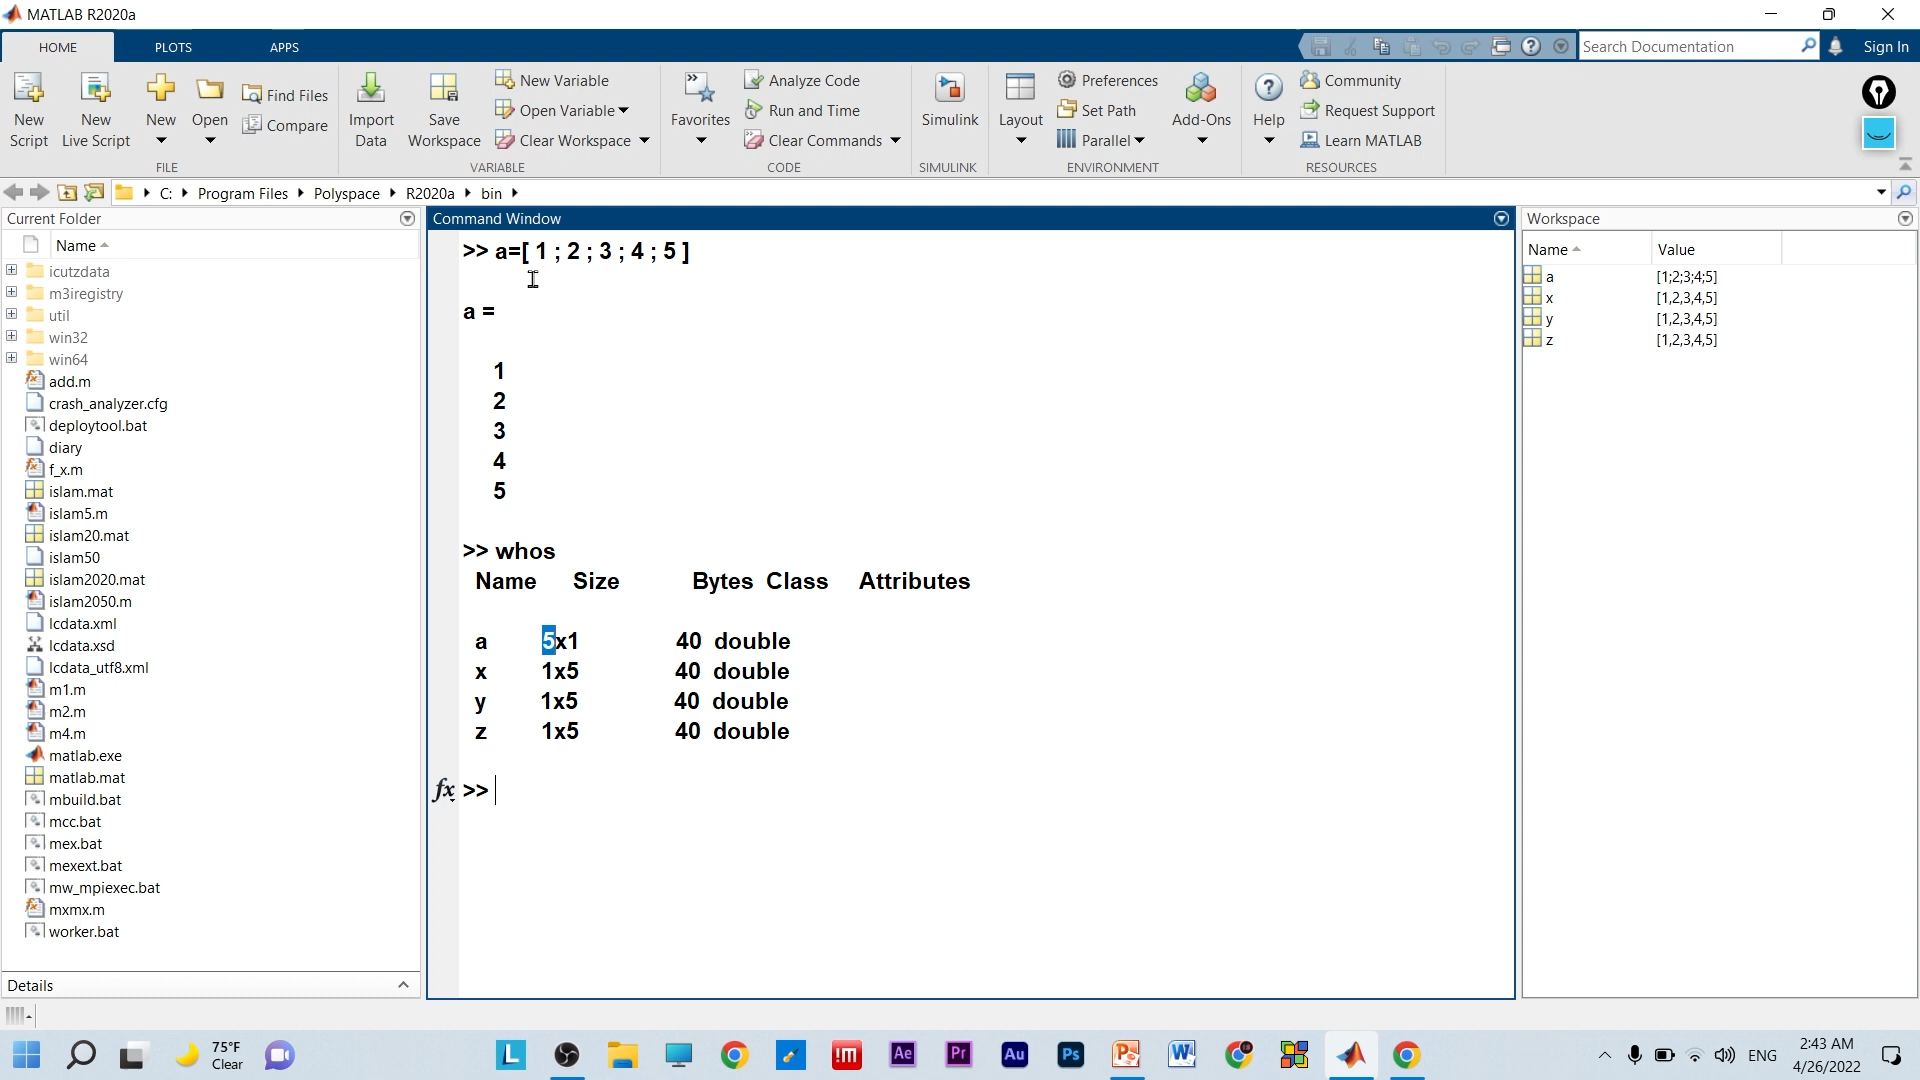 MATLAB R2020a
HOME PLOTS APPS
Search Documentation
Sign In
New Script
New Live Script
New
Open
Find Files
Compare
FILE
Import Data
Save Workspace
New Variable
Open Variable
Clear Workspace
VARIABLE
Favorites
Analyze Code
Run and Time
Clear Commands
CODE
Simulink
SIMULINK
Layout
Preferences
Set Path
Parallel
Add-Ons
ENVIRONMENT
Help
Community
Request Support
Learn MATLAB
RESOURCES
C: Program Files Polyspace R2020a bin
Current Folder
Name
icutzdata
m3iregistry
util
win32
win64
add.m
crash_analyzer.cfg
deploytool.bat
diary
f_x.m
islam.mat
islam5.m
islam20.mat
islam50
islam2020.mat
islam2050.m
lcdata.xml
lcdata.xsd
lcdata_utf8.xml
m1.m
m2.m
m4.m
matlab.exe
matlab.mat
mbuild.bat
mcc.bat
mex.bat
mexext.bat
mw_mpiexec.bat
mxmx.m
worker.bat
Details
Command Window
>> a=[ 1 ; 2 ; 3 ; 4 ; 5 ]
a =
1
2
3
4
5
>> whos
Name Size Bytes Class Attributes
a 5x1 40 double
x 1x5 40 double
y 1x5 40 double
z 1x5 40 double
fx >>
Workspace
Name Value
a [1;2;3;4;5]
x [1,2,3,4,5]
y [1,2,3,4,5]
z [1,2,3,4,5]
75°F
Clear
L
!m
Ae
Pr
Au
Ps
P
W
ENG
2:43 AM
4/26/2022